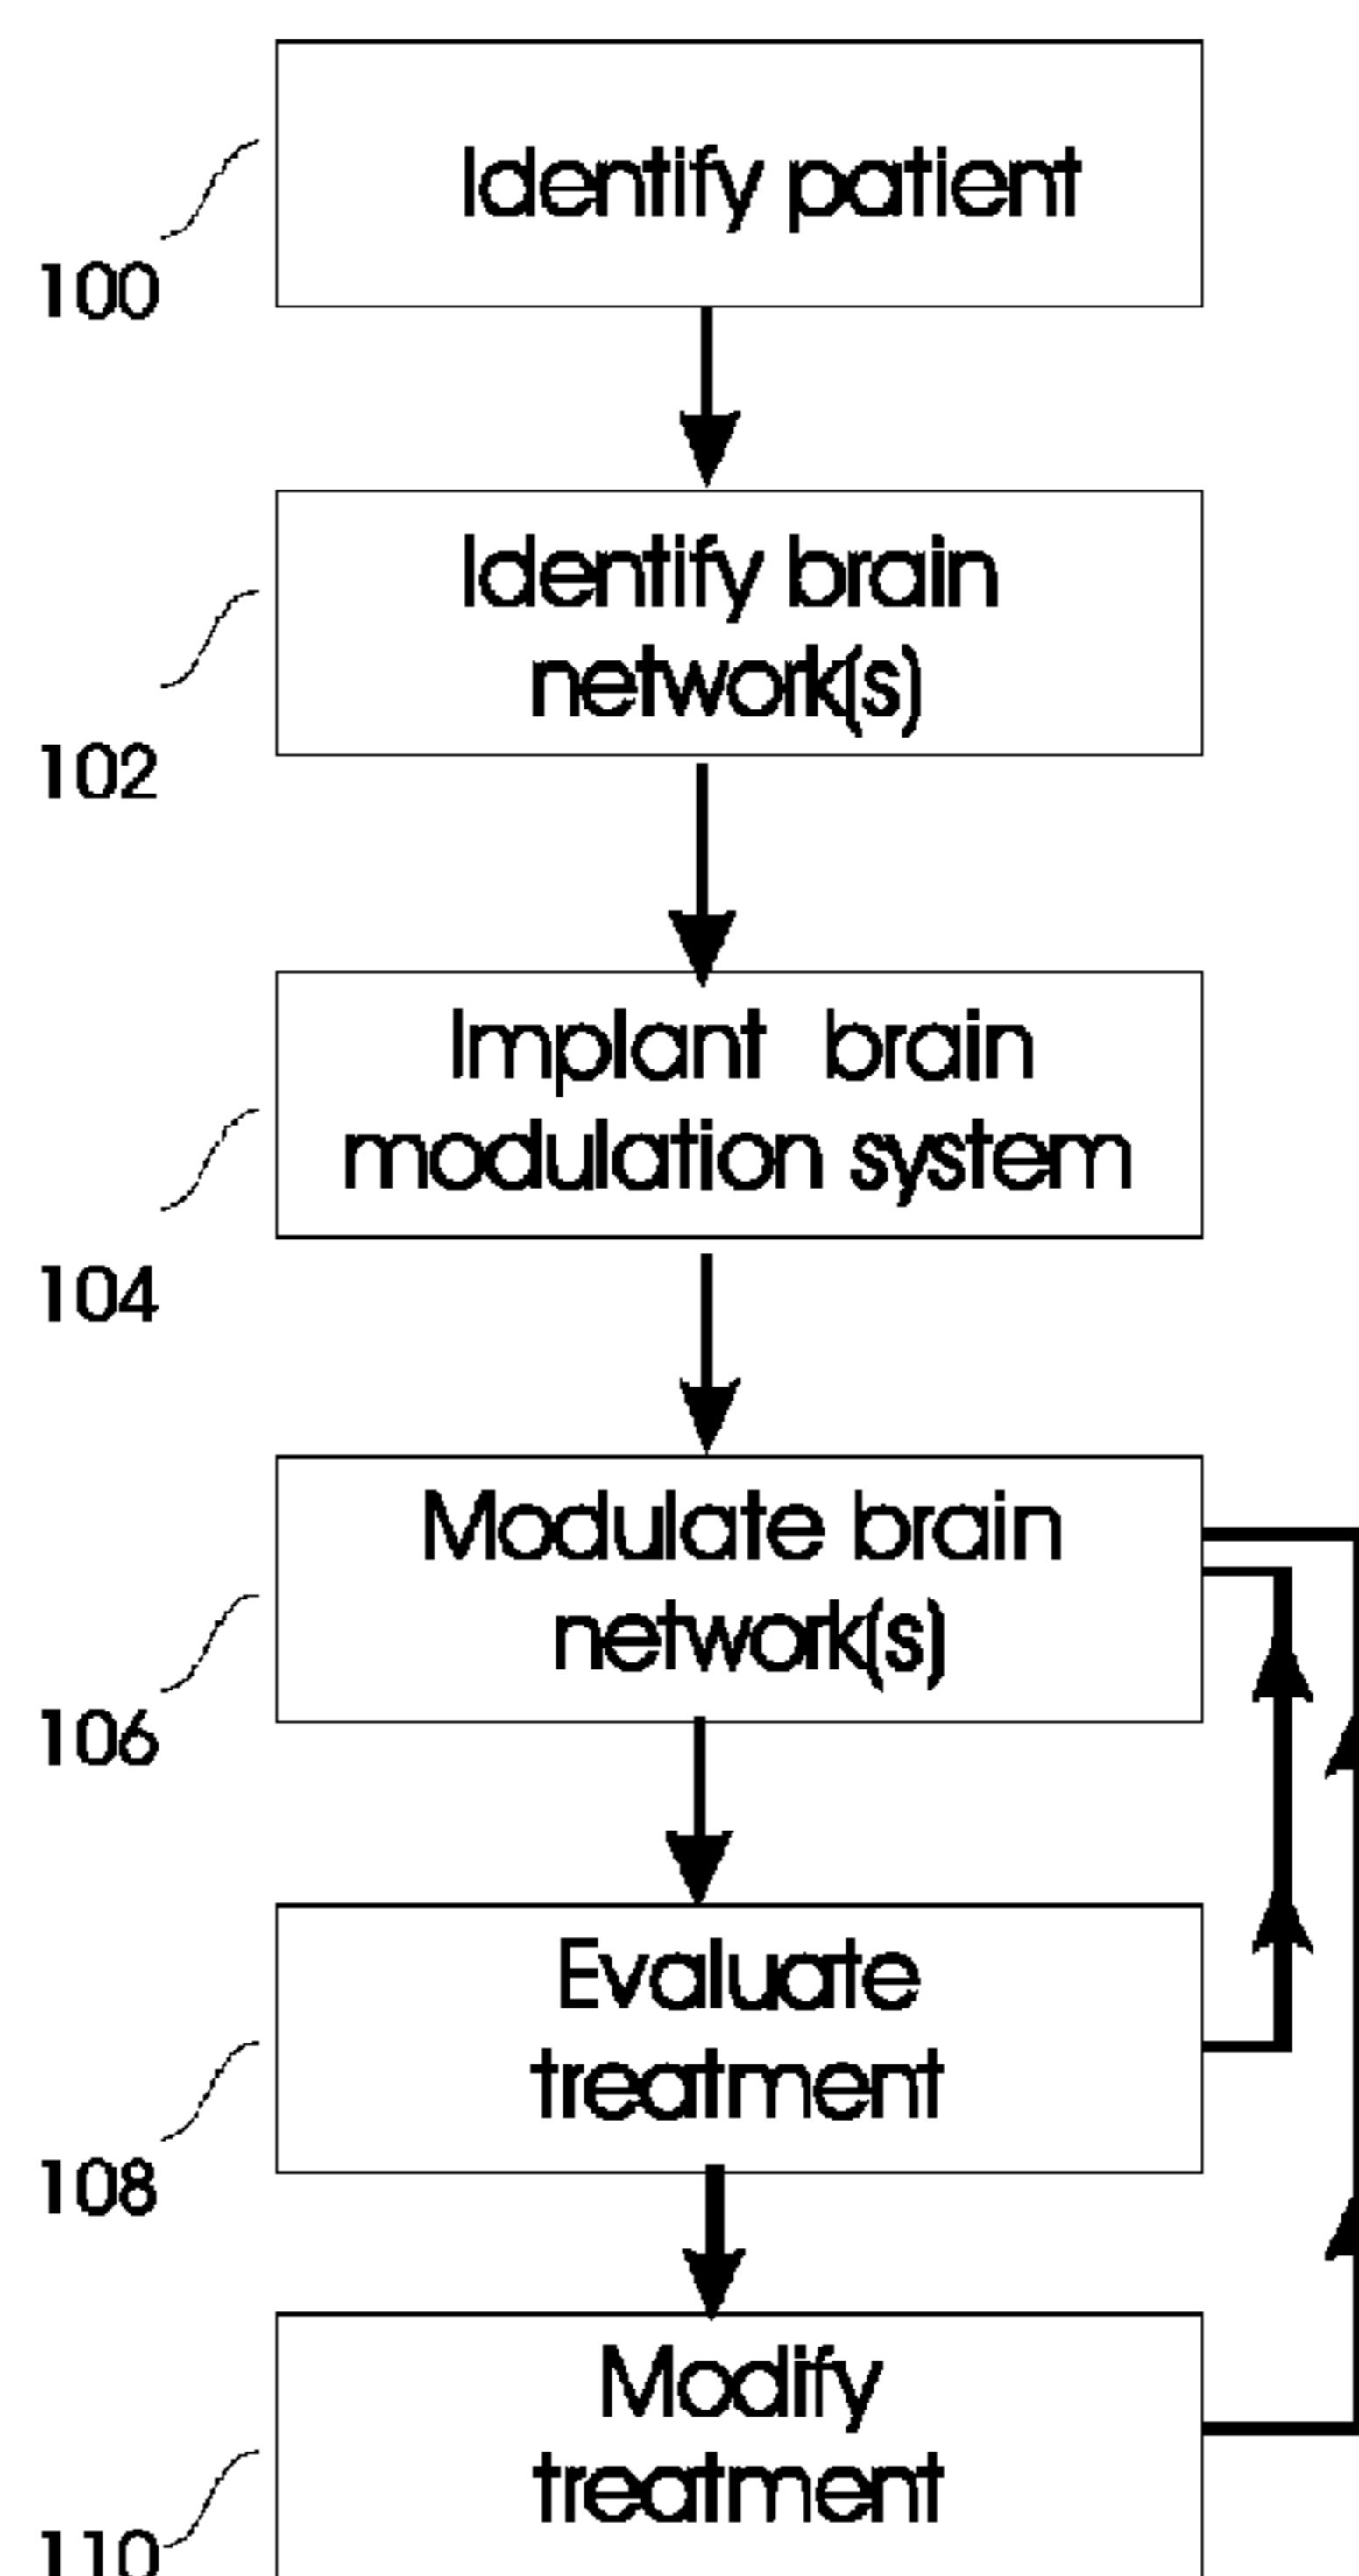 Identify patient
100
Identify brain
network(s)
102
Implant brain
modulation system
104
Modulate brain
network(s)
106
Evaluate
treatment
108
Modify
treatment
110